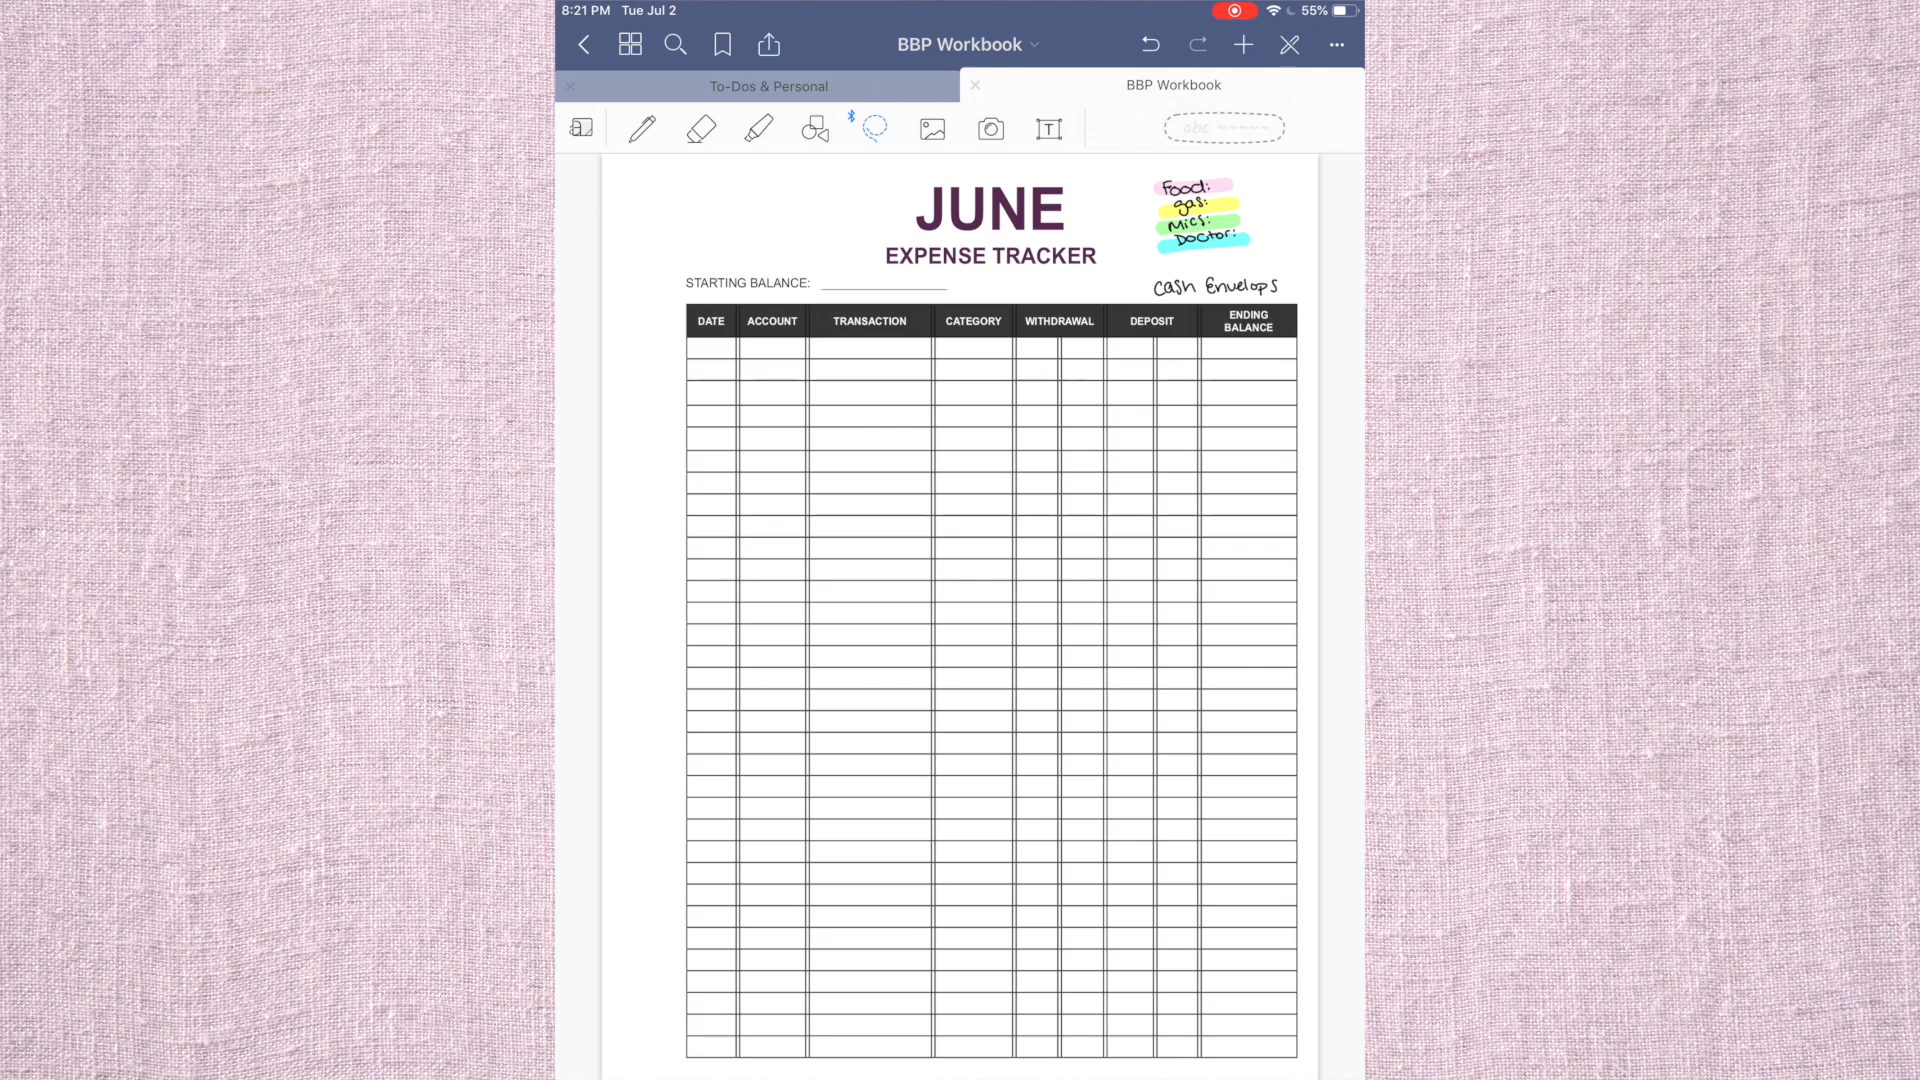 8:21 PM Tue Jul 2
55%
BBP Workbook
To-Dos & Personal
BBP Workbook
T
abc
JUNE
EXPENSE TRACKER
Food:
gas:
Mics:
Doctor:
STARTING BALANCE:
Cash Envelops
DATE ACCOUNT TRANSACTION CATEGORY WITHDRAWAL DEPOSIT ENDING BALANCE